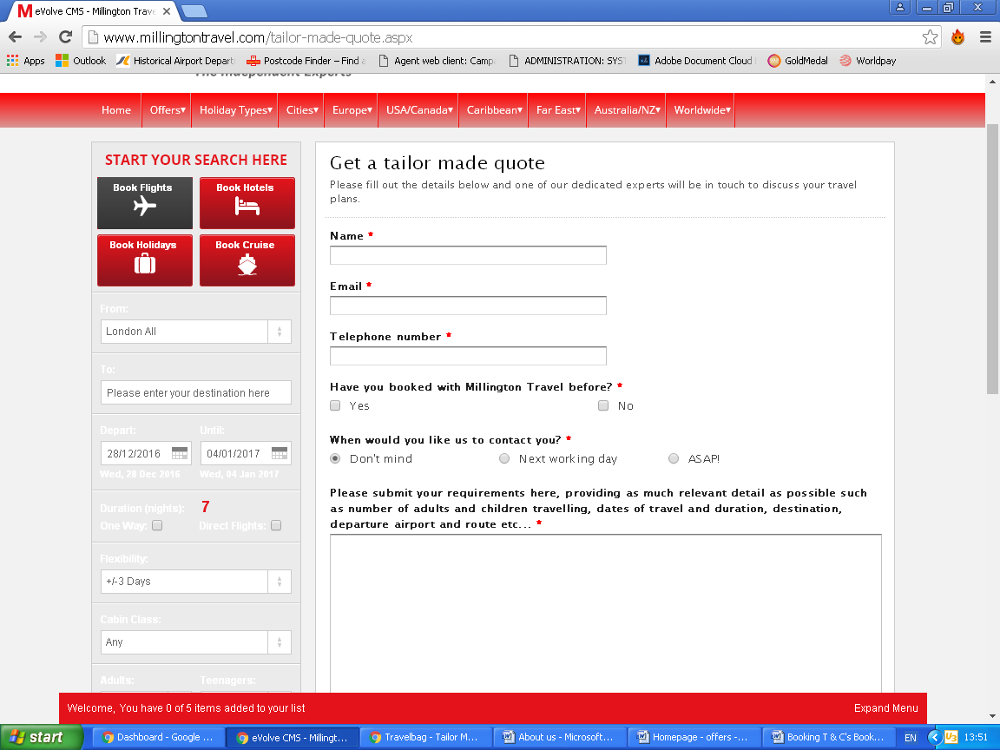 eVolve CMS - Millington Trave
www.millingtontravel.com/tailor-made-quote.aspx
Apps
Outlook
Historical Airport Depart
Postcode Finder – Find a
Agent web client: Camp
ADMINISTRATION: SYST
Adobe Document Cloud
GoldMedal
Worldpay
The Independent Experts
Home
Offers▾
Holiday Types▾
Cities▾
Europe▾
USA/Canada▾
Caribbean▾
Far East▾
Australia/NZ▾
Worldwide▾
START YOUR SEARCH HERE
Book Flights
Book Hotels
Book Holidays
Book Cruise
From:
London All
To:
Please enter your destination here
Depart:
Until:
28/12/2016
04/01/2017
Wed, 28 Dec 2016
Wed, 04 Jan 2017
Duration (nights): 7
One Way:
Direct Flights:
Flexibility:
+/-3 Days
Cabin Class:
Any
Adults:
Teenagers:
Get a tailor made quote
Please fill out the details below and one of our dedicated experts will be in touch to discuss your travel
plans.
Name *
Email *
Telephone number *
Have you booked with Millington Travel before? *
Yes
No
When would you like us to contact you? *
Don't mind
Next working day
ASAP!
Please submit your requirements here, providing as much relevant detail as possible such
as number of adults and children travelling, dates of travel and duration, destination,
departure airport and route etc... *
Welcome, You have 0 of 5 items added to your list
Expand Menu
start
Dashboard - Google ...
eVolve CMS - Millingt...
Travelbag - Tailor M...
About us - Microsoft...
Homepage - offers -...
Booking T & C's Book...
EN
13:51